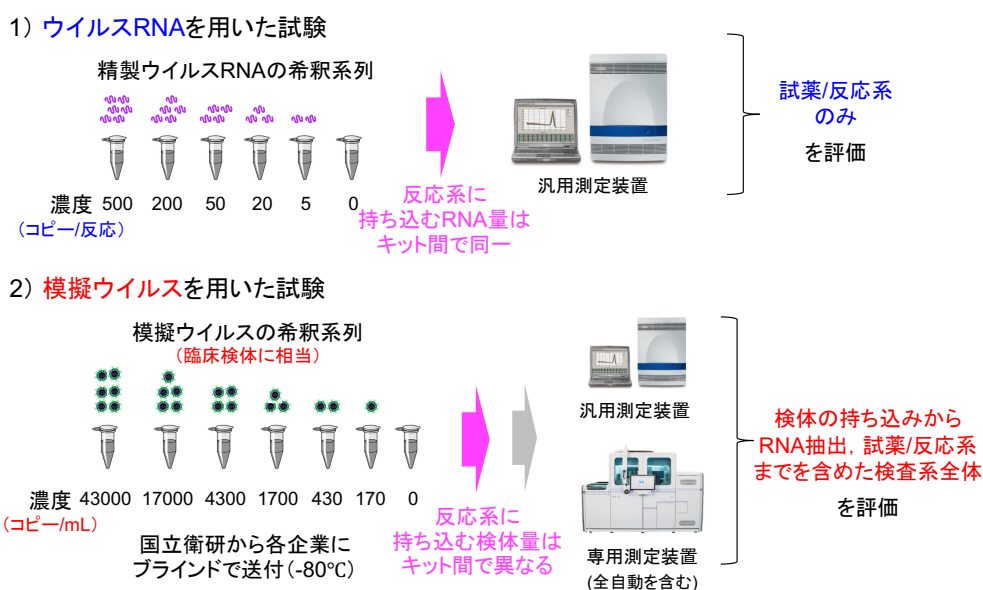 1) ウイルスRNAを用いた試験
精製ウイルスRNAの希釈系列
濃度 500 200 50 20 5 0
(コピー/反応)
反応系に
持ち込むRNA量は
キット間で同一
汎用測定装置
試薬/反応系
のみ
を評価
2) 模擬ウイルスを用いた試験
模擬ウイルスの希釈系列
(臨床検体に相当)
濃度 43000 17000 4300 1700 430 170 0
(コピー/mL)
国立衛研から各企業に
ブラインドで送付(-80℃)
反応系に
持ち込む検体量は
キット間で異なる
汎用測定装置
専用測定装置
(全自動を含む)
検体の持ち込みから
RNA抽出, 試薬/反応系
までを含めた検査系全体
を評価